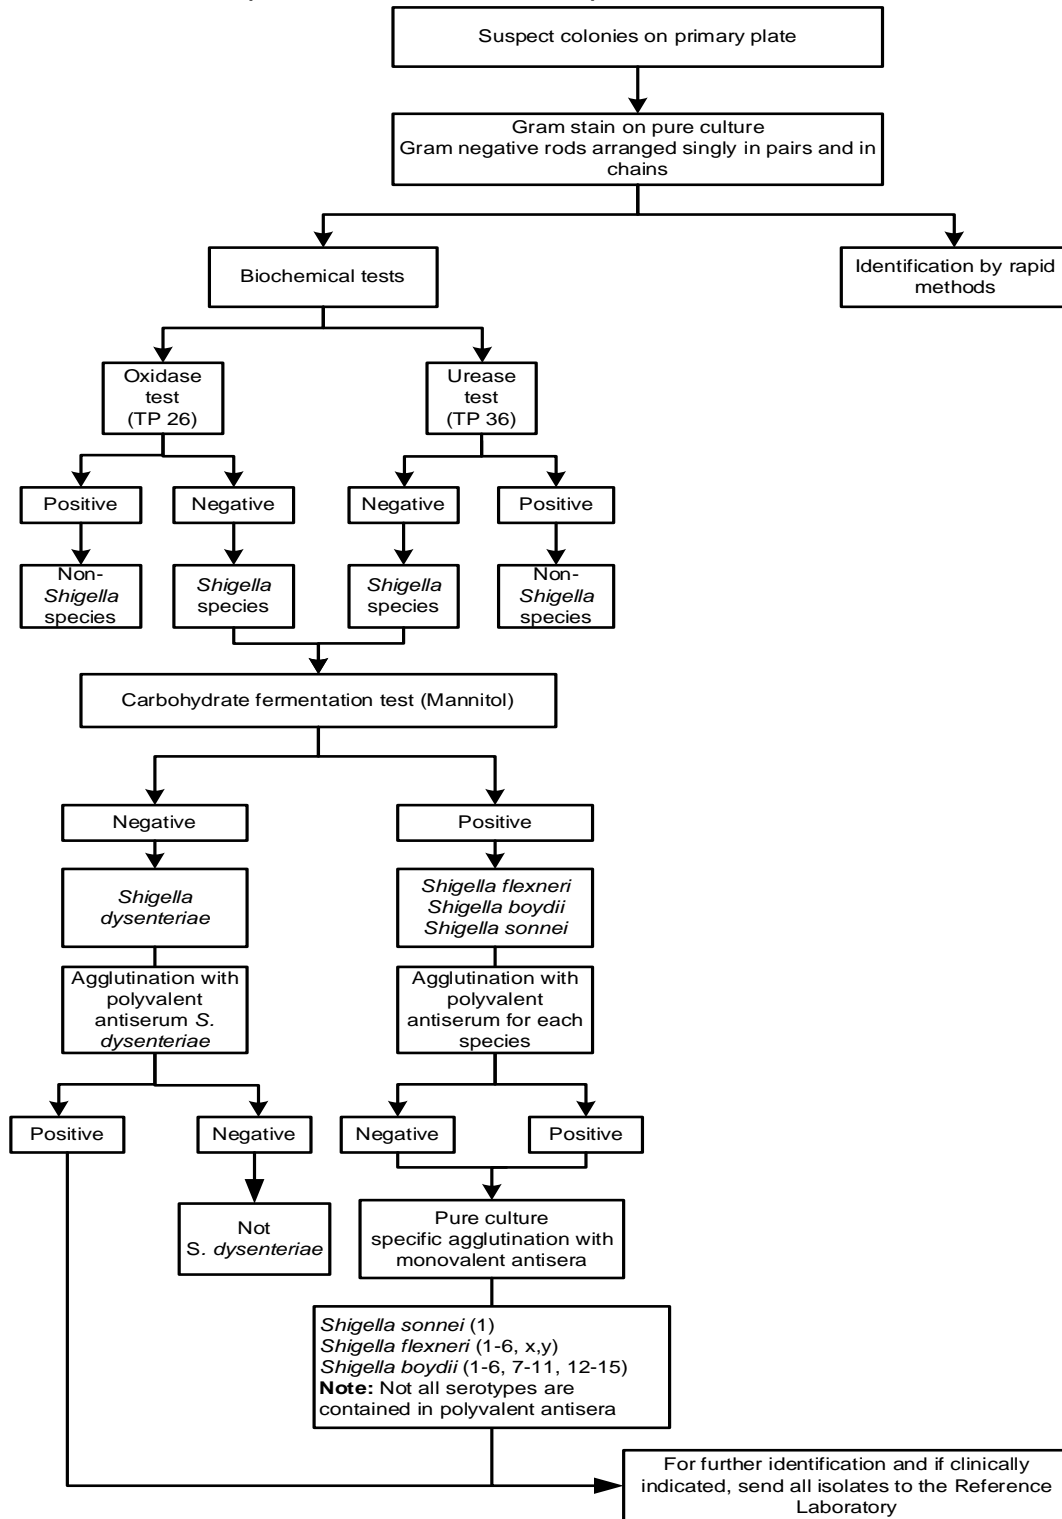 Suspect colonies on primary plate
Gram stain on pure culture
Gram negative rods arranged singly in pairs and in
chains
Biochemical tests
Identification by rapid
methods
Oxidase
test
(TP 26)
Urease
test
(TP 36)
Positive
Negative
Negative
Positive
Non-
Shigella
species
Shigella
species
Shigella
species
Non-
Shigella
species
Carbohydrate fermentation test (Mannitol)
Negative
Positive
Shigella
dysenteriae
Shigella flexneri
Shigella boydii
Shigella sonnei
Agglutination with
polyvalent
antiserum S.
dysenteriae
Agglutination with
polyvalent
antiserum for each
species
Positive
Negative
Negative
Positive
Not
S. dysenteriae
Pure culture
specific agglutination with
monovalent antisera
Shigella sonnei (1)
Shigella flexneri (1-6, x,y)
Shigella boydii (1-6, 7-11, 12-15)
Note: Not all serotypes are
contained in polyvalent antisera
For further identification and if clinically
indicated, send all isolates to the Reference
Laboratory